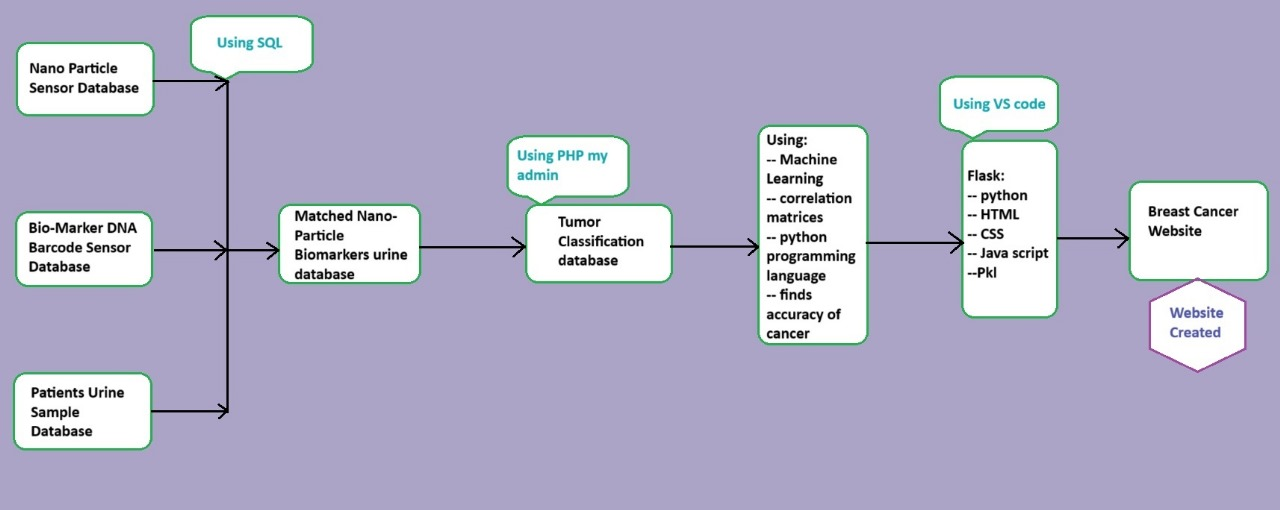 Using SQL
Nano Particle
Sensor Database
Bio-Marker DNA
Barcode Sensor
Database
Patients Urine
Sample
Database
Matched Nano-
Particle
Biomarkers urine
database
Using PHP my
admin
Tumor
Classification
database
Using:
-- Machine
Learning
-- correlation
matrices
-- python
programming
language
-- finds
accuracy of
cancer
Using VS code
Flask:
-- python
-- HTML
-- CSS
-- Java script
--Pkl
Breast Cancer
Website
Website
Created